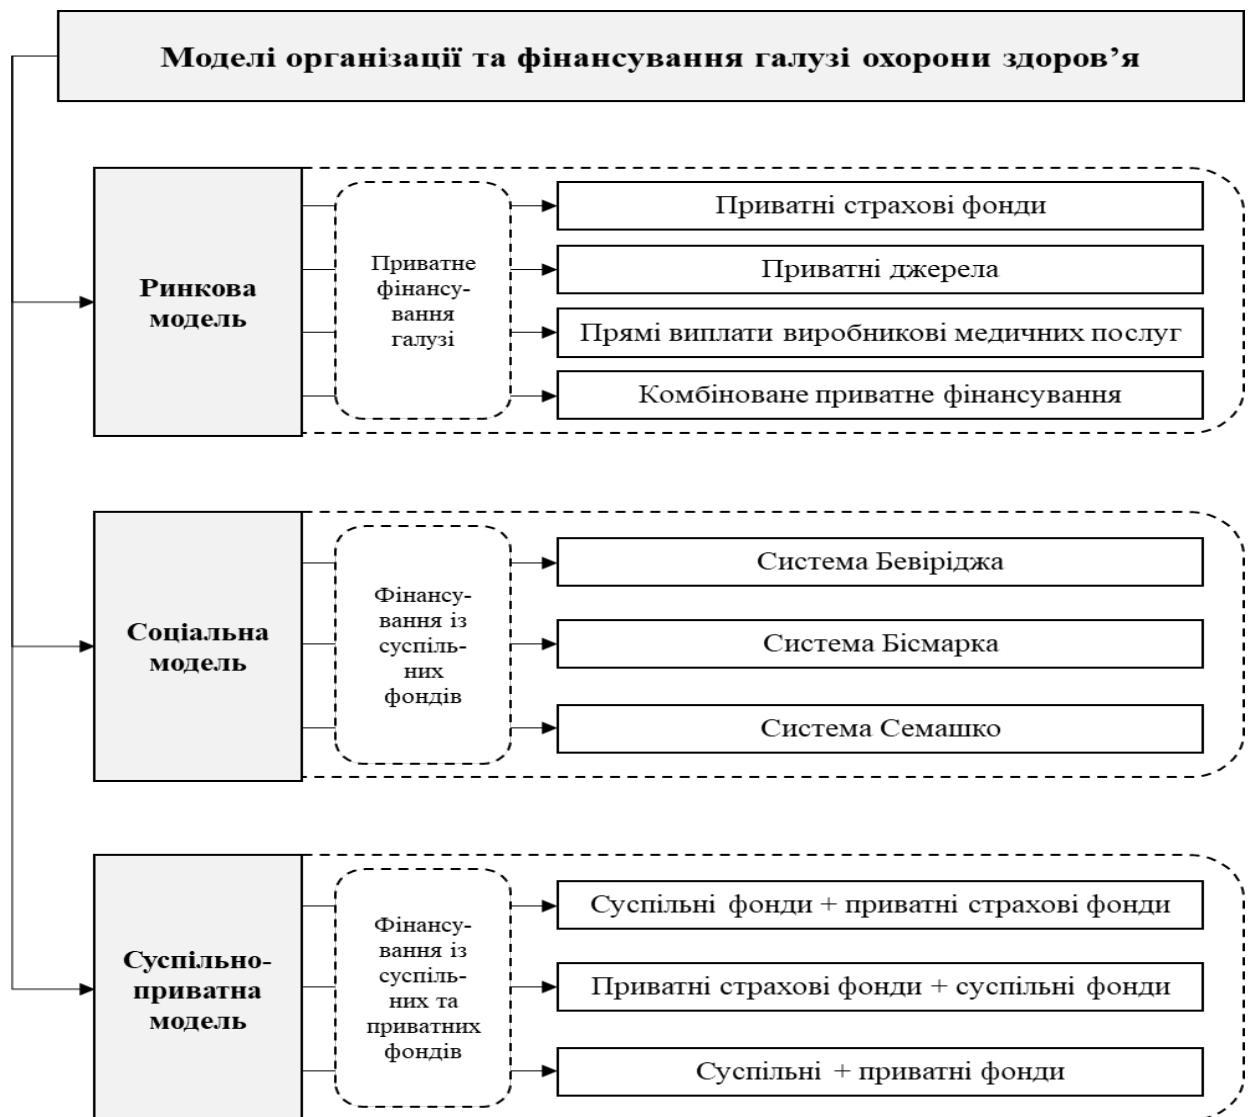 Моделі організації та фінансування галузі охорони здоров’я
Ринкова
модель
Приватне
фінансу-
вання
галузі
Приватні страхові фонди
Приватні джерела
Прямі виплати виробникові медичних послуг
Комбіноване приватне фінансування
Соціальна
модель
Фінансу-
вання із
суспіль-
них
фондів
Система Бевіріджа
Система Бісмарка
Система Семашко
Суспільно-
приватна
модель
Фінансу-
вання із
суспіль-
них та
приватних
фондів
Суспільні фонди + приватні страхові фонди
Приватні страхові фонди + суспільні фонди
Суспільні + приватні фонди